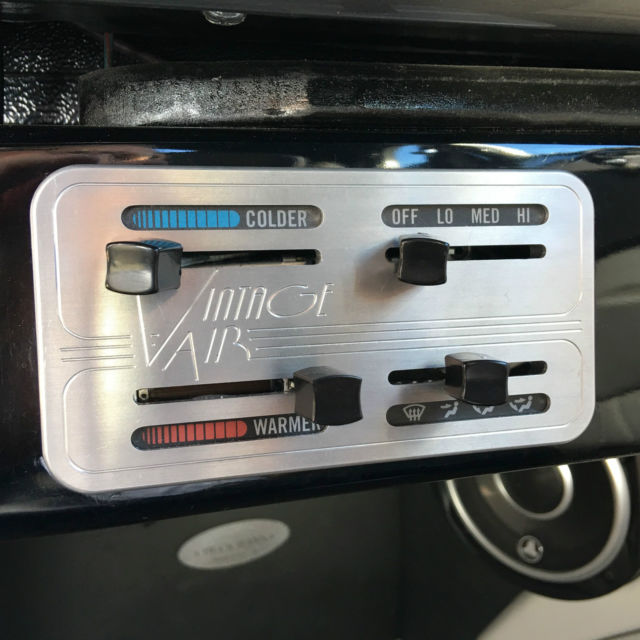 COLDER
OFF LO MED HI
VINTAGE
AIR
WARMER